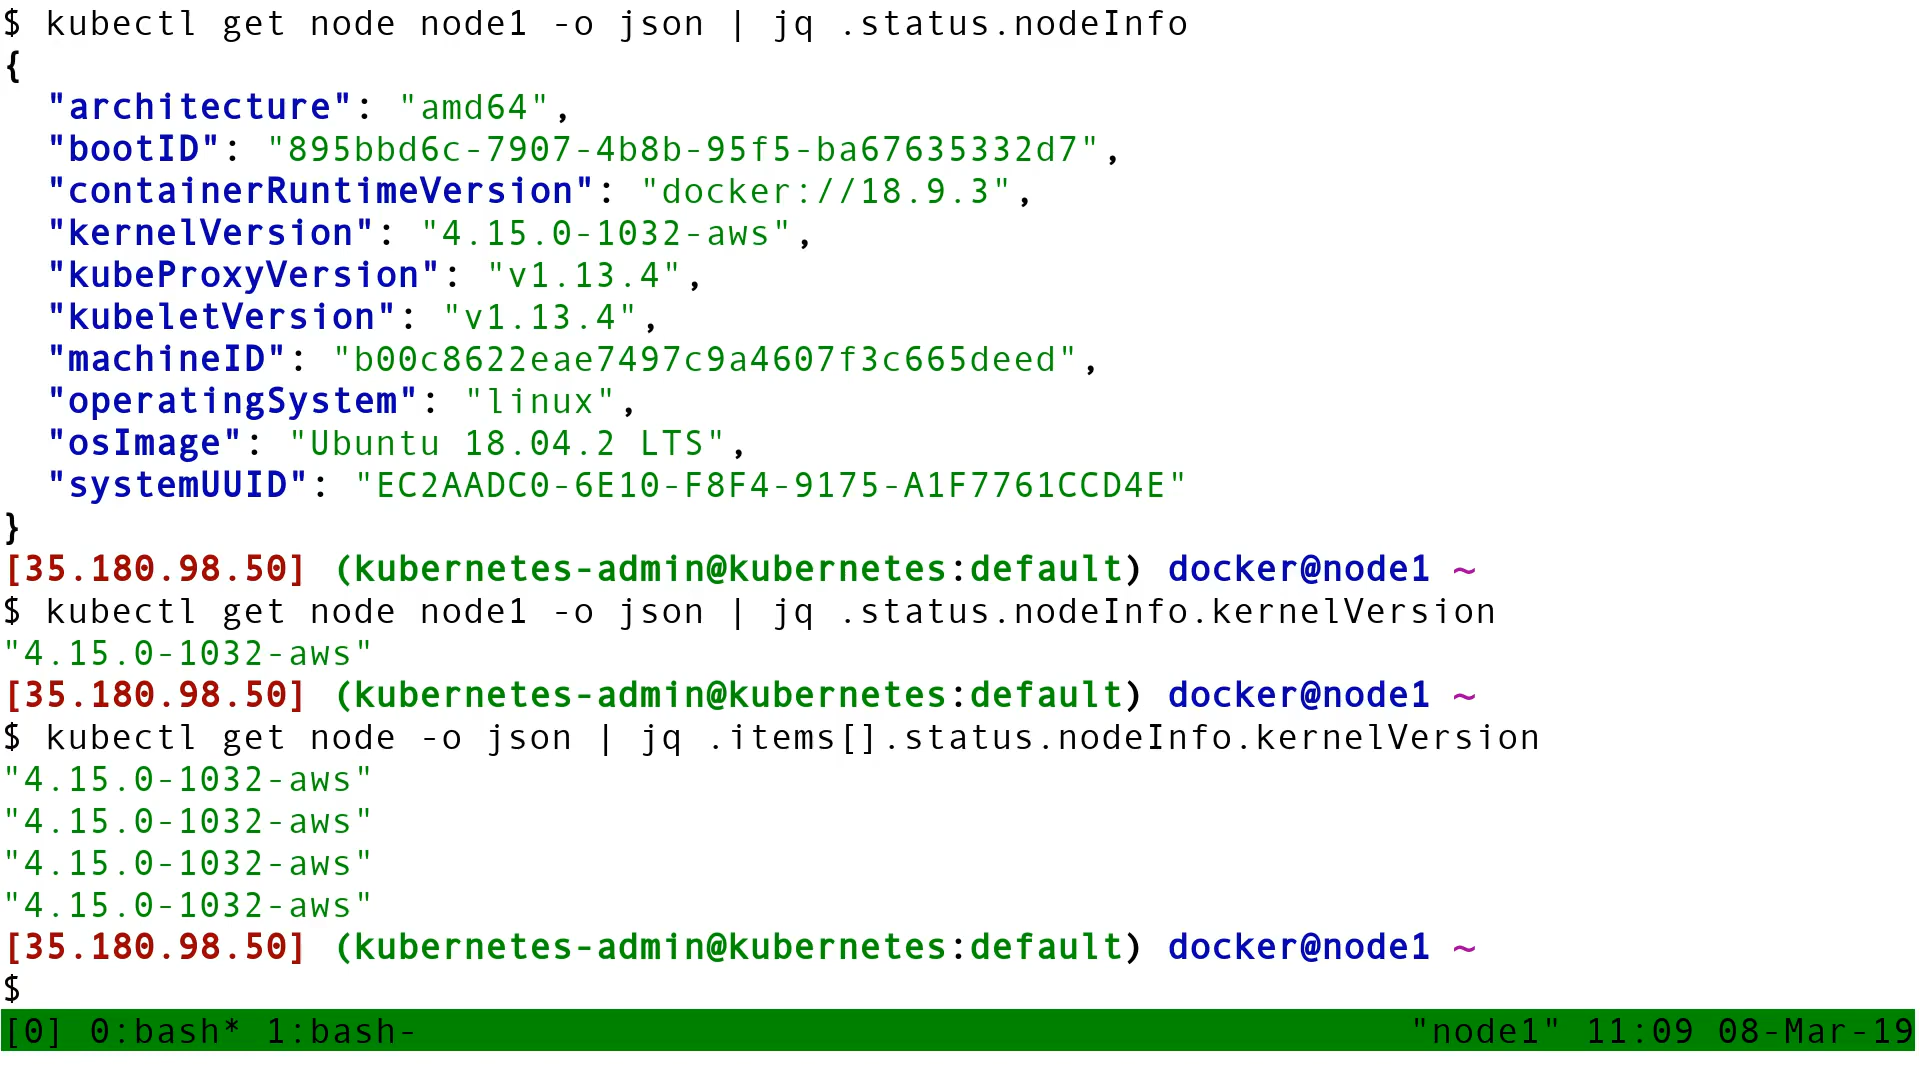 $ kubectl get node node1 -o json | jq .status.nodeInfo
{
  "architecture": "amd64",
  "bootID": "895bbd6c-7907-4b8b-95f5-ba67635332d7",
  "containerRuntimeVersion": "docker://18.9.3",
  "kernelVersion": "4.15.0-1032-aws",
  "kubeProxyVersion": "v1.13.4",
  "kubeletVersion": "v1.13.4",
  "machineID": "b00c8622eae7497c9a4607f3c665deed",
  "operatingSystem": "linux",
  "osImage": "Ubuntu 18.04.2 LTS",
  "systemUUID": "EC2AADC0-6E10-F8F4-9175-A1F7761CCD4E"
}
[35.180.98.50] (kubernetes-admin@kubernetes:default) docker@node1 ~
$ kubectl get node node1 -o json | jq .status.nodeInfo.kernelVersion
"4.15.0-1032-aws"
[35.180.98.50] (kubernetes-admin@kubernetes:default) docker@node1 ~
$ kubectl get node -o json | jq .items[].status.nodeInfo.kernelVersion
"4.15.0-1032-aws"
"4.15.0-1032-aws"
"4.15.0-1032-aws"
"4.15.0-1032-aws"
[35.180.98.50] (kubernetes-admin@kubernetes:default) docker@node1 ~
$
[0] 0:bash* 1:bash- "node1" 11:09 08-Mar-19